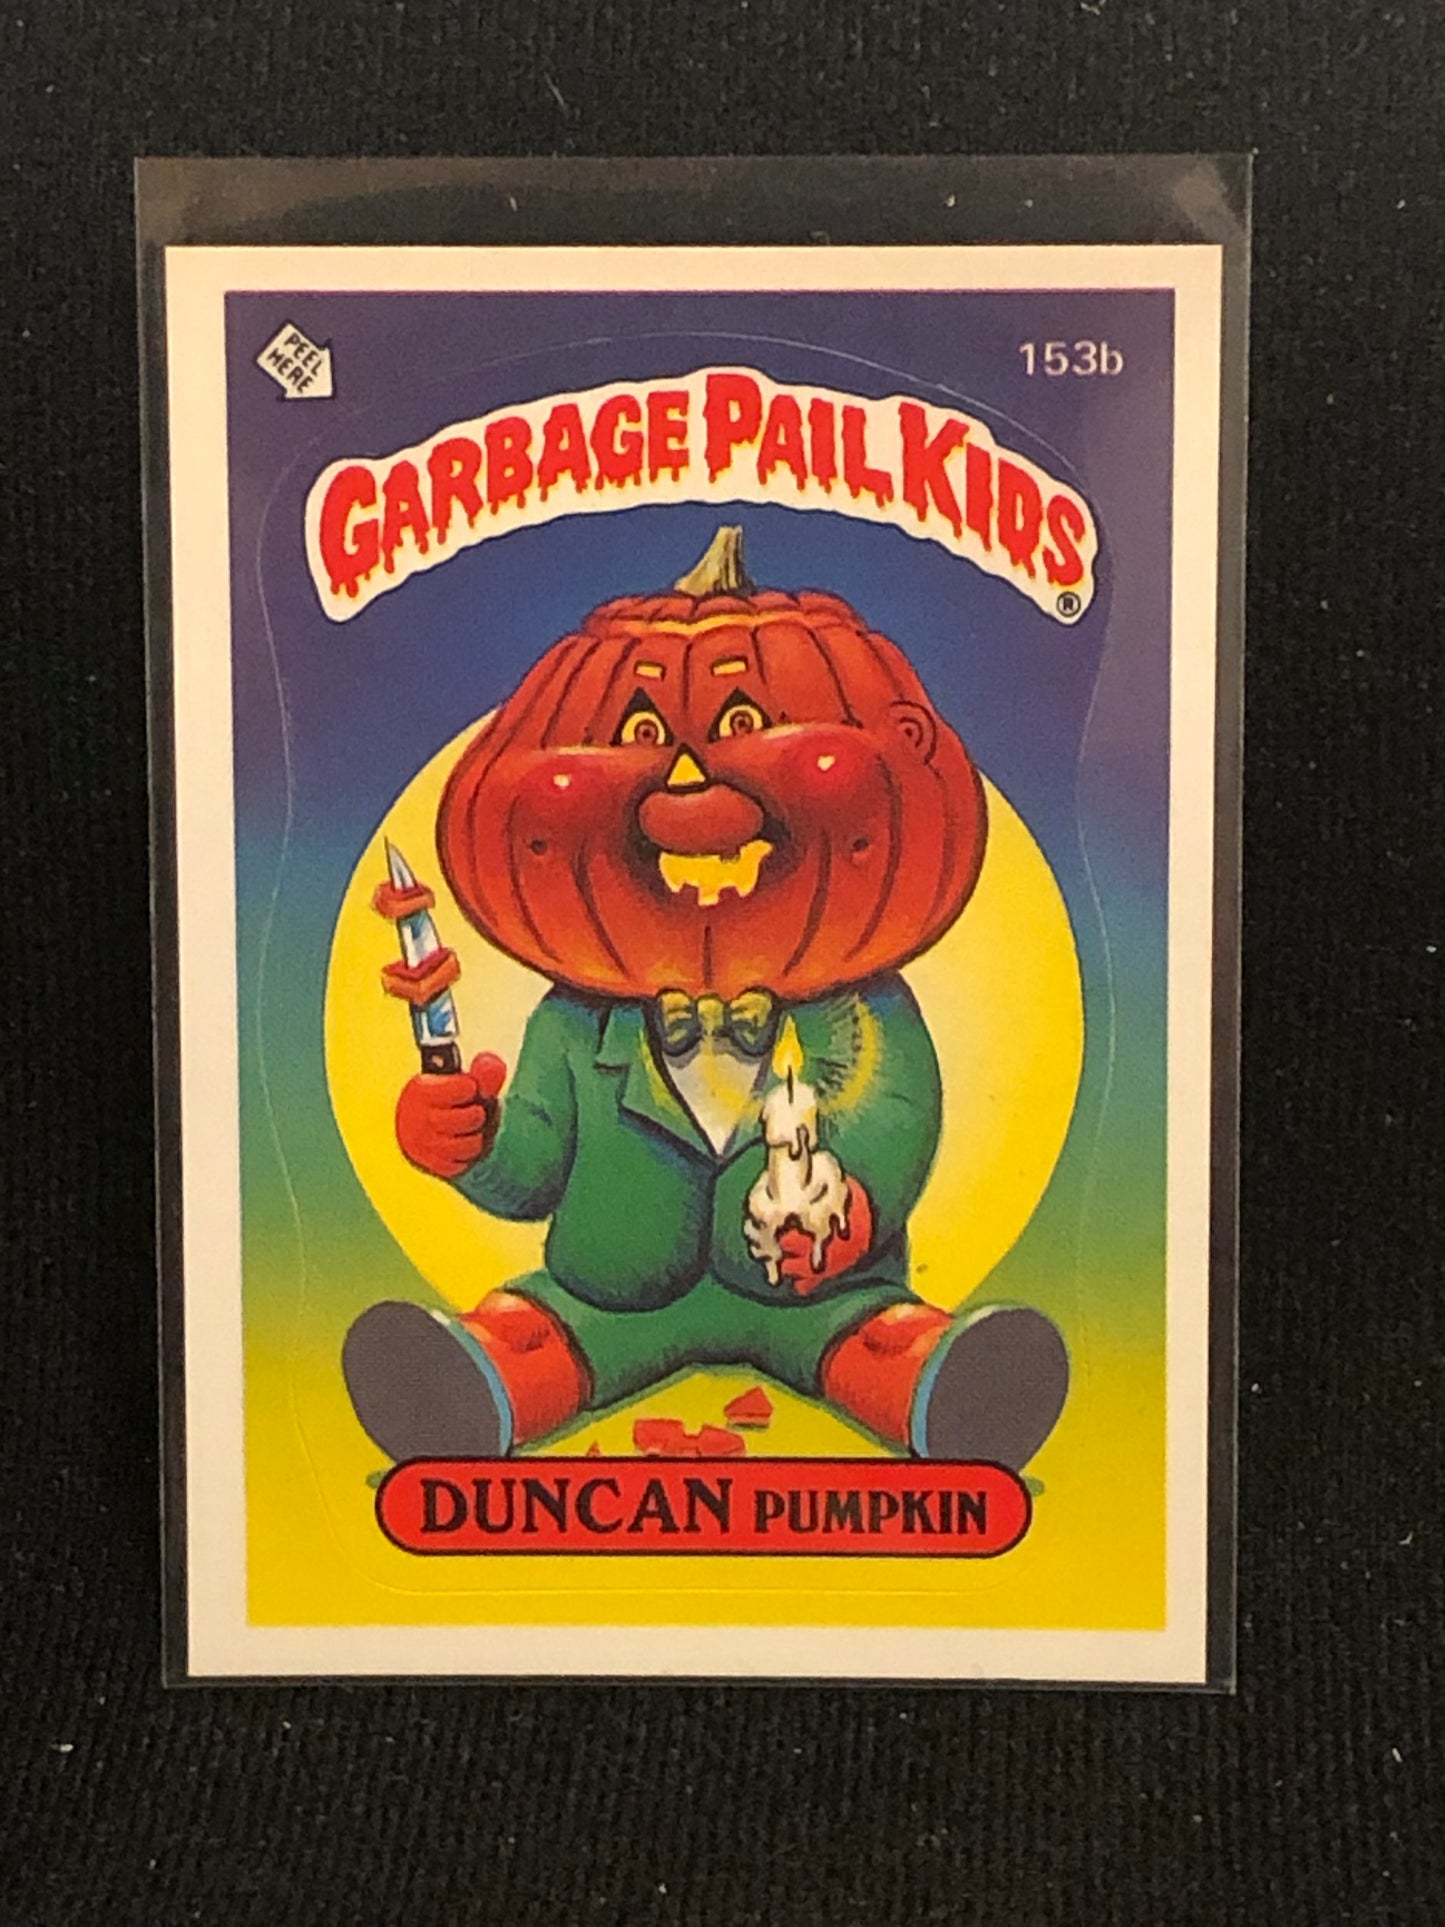 PEEL
HERE
153b
GARBAGE PAIL KIDS
®
DUNCAN PUMPKIN